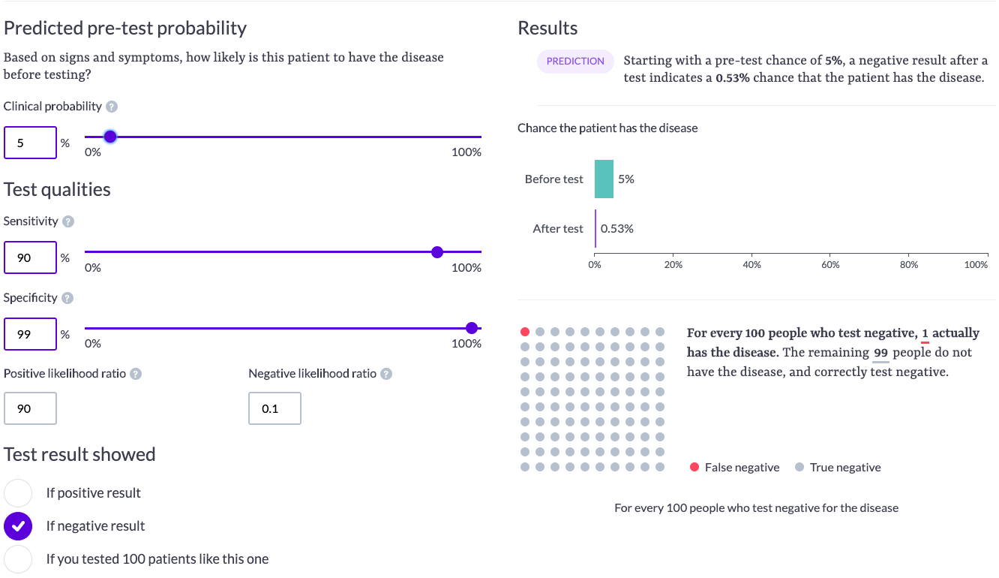 Predicted pre-test probability
Based on signs and symptoms, how likely is this patient to have the disease
before testing?
Clinical probability ?
5 %
0% 100%
Test qualities
Sensitivity ?
90 %
0% 100%
Specificity ?
99 %
0% 100%
Positive likelihood ratio ? Negative likelihood ratio ?
90 0.1
Test result showed
If positive result
If negative result
If you tested 100 patients like this one
Results
PREDICTION Starting with a pre-test chance of 5%, a negative result after a
test indicates a 0.53% chance that the patient has the disease.
Chance the patient has the disease
Before test 5%
After test 0.53%
0% 20% 40% 60% 80% 100%
For every 100 people who test negative, 1 actually
has the disease. The remaining 99 people do not
have the disease, and correctly test negative.
False negative True negative
For every 100 people who test negative for the disease